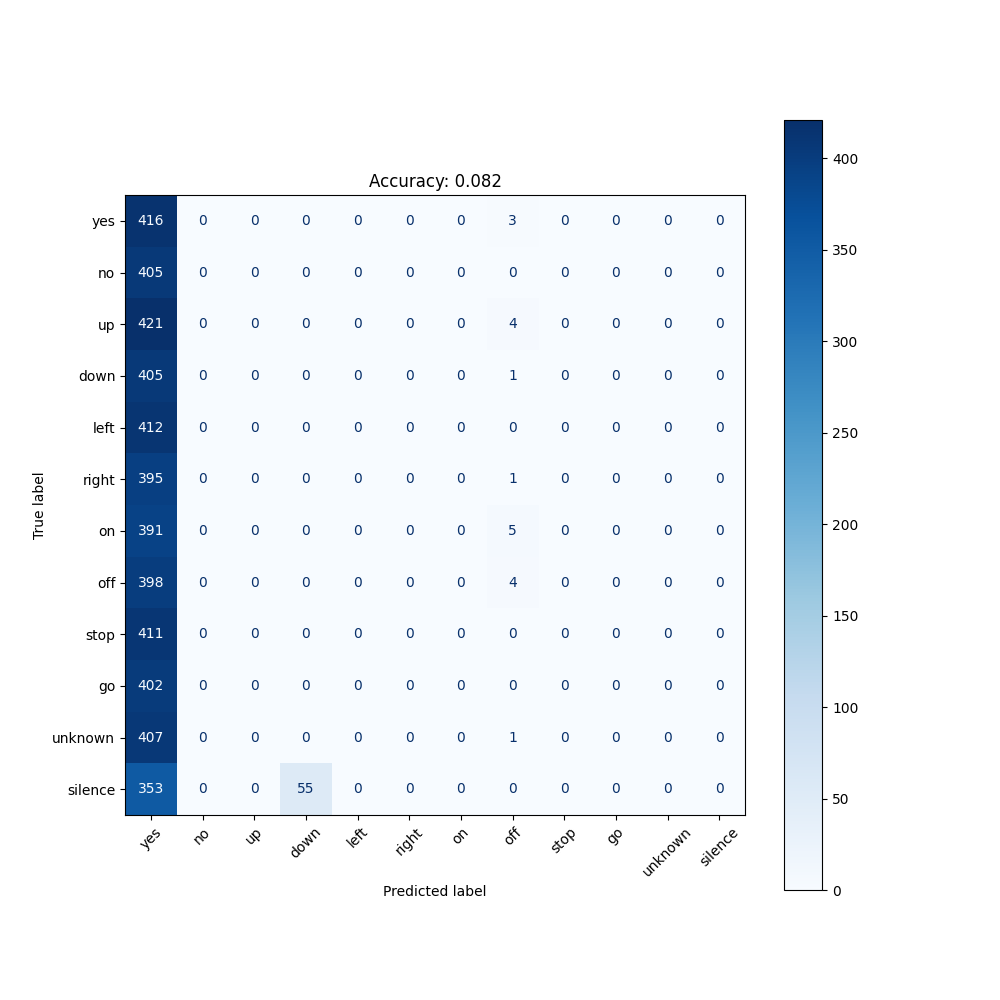 Accuracy: 0.082
True label
yes 416 0 0 0 0 0 0 3 0 0 0 0
no 405 0 0 0 0 0 0 0 0 0 0 0
up 421 0 0 0 0 0 0 4 0 0 0 0
down 405 0 0 0 0 0 0 1 0 0 0 0
left 412 0 0 0 0 0 0 0 0 0 0 0
right 395 0 0 0 0 0 0 1 0 0 0 0
on 391 0 0 0 0 0 0 5 0 0 0 0
off 398 0 0 0 0 0 0 4 0 0 0 0
stop 411 0 0 0 0 0 0 0 0 0 0 0
go 402 0 0 0 0 0 0 0 0 0 0 0
unknown 407 0 0 0 0 0 0 1 0 0 0 0
silence 353 0 0 55 0 0 0 0 0 0 0 0
yes no up down left right on off stop go unknown silence
Predicted label
400
350
300
250
200
150
100
50
0